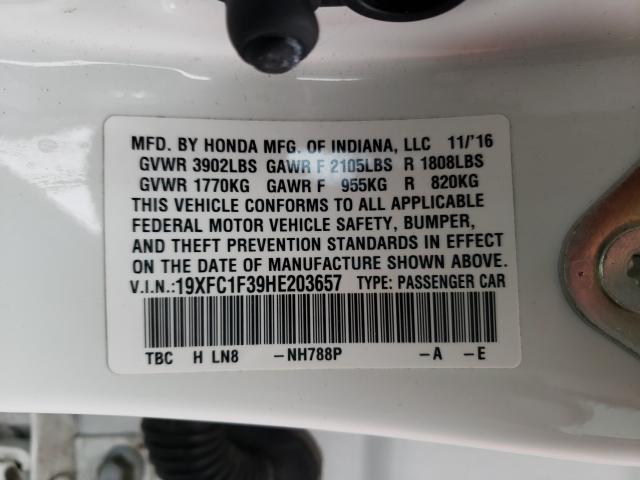 MFD. BY HONDA MFG. OF INDIANA, LLC 11/'16
GVWR 3902LBS GAWR F 2105LBS R 1808LBS
GVWR 1770KG GAWR F 955KG R 820KG
THIS VEHICLE CONFORMS TO ALL APPLICABLE
FEDERAL MOTOR VEHICLE SAFETY, BUMPER,
AND THEFT PREVENTION STANDARDS IN EFFECT
ON THE DATE OF MANUFACTURE SHOWN ABOVE.
V.I.N.:19XFC1F39HE203657 TYPE: PASSENGER CAR
TBC H LN8 -NH788P -A -E